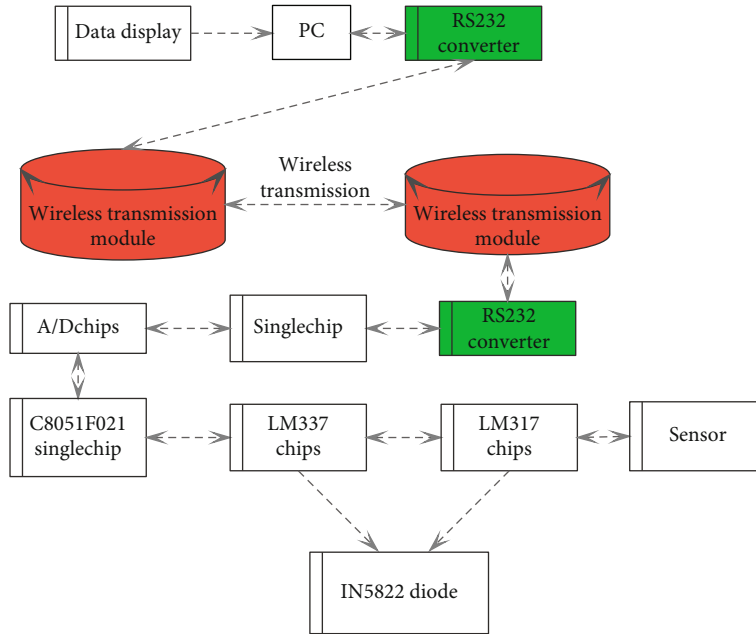 Data display
PC
RS232
converter
Wireless
transmission
Wireless transmission
module
Wireless transmission
module
A/Dchips
Singlechip
RS232
converter
C8051F021
singlechip
LM337
chips
LM317
chips
Sensor
IN5822 diode